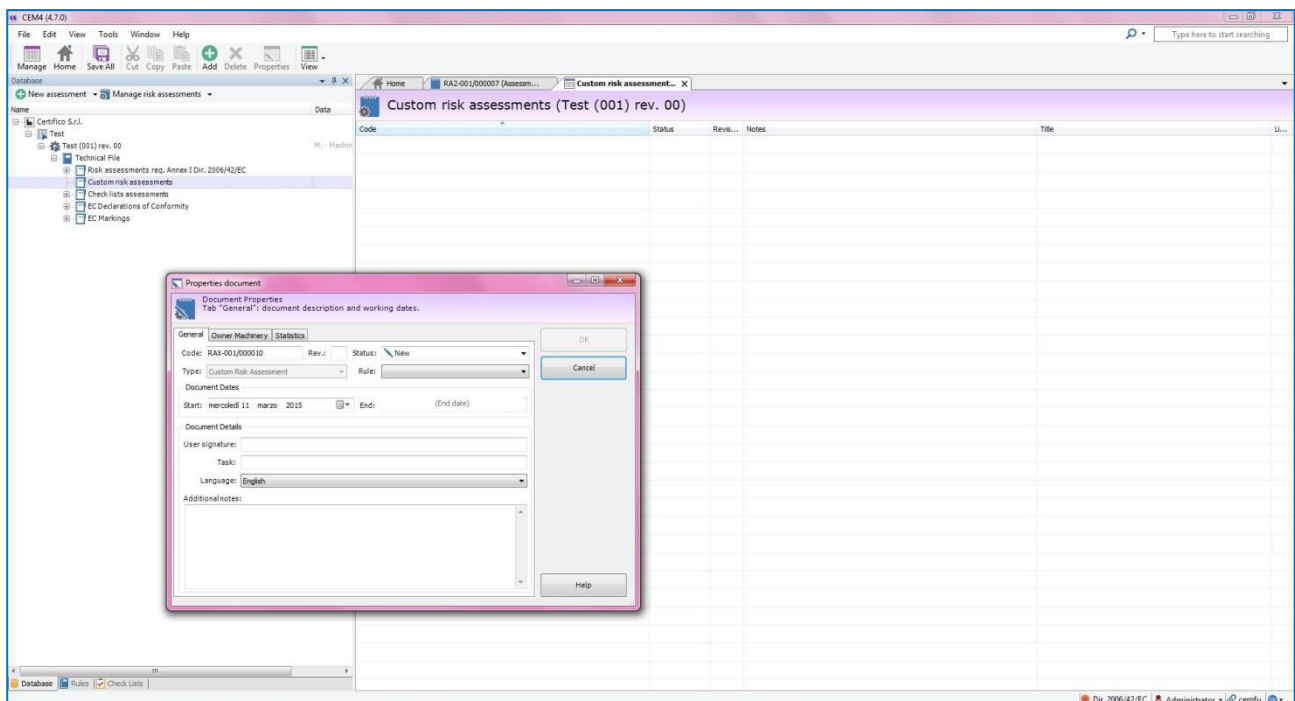 CEM4 (4.7.0)
File Edit View Tools Window Help
Type here to start searching
Manage Home Save All Cut Copy Paste Add Delete Properties View
Database
New assessment Manage risk assessments
Name Data
Certifico S.r.l.
Test
Test (001) rev. 00 M. - Machin
Technical File
Risk assessments req. Annex I Dir. 2006/42/EC
Custom risk assessments
Check lists assessments
EC Declarations of Conformity
EC Markings
Home RA2-001/000007 (Assessm... Custom risk assessment... X
Custom risk assessments (Test (001) rev. 00)
Code Status Revis... Notes Title Li...
Properties document
Document Properties
Tab "General": document description and working dates.
General Owner Machinery Statistics
Code: RAX-001/000010 Rev.: Status: New
Type: Custom Risk Assessment Rule:
Document Dates
Start: mercoledì 11 marzo 2015 End: (End date)
Document Details
User signature:
Task:
Language: English
Additional notes:
OK
Cancel
Help
Database Rules Check Lists
Dir. 2006/42/EC Administrator cemfu